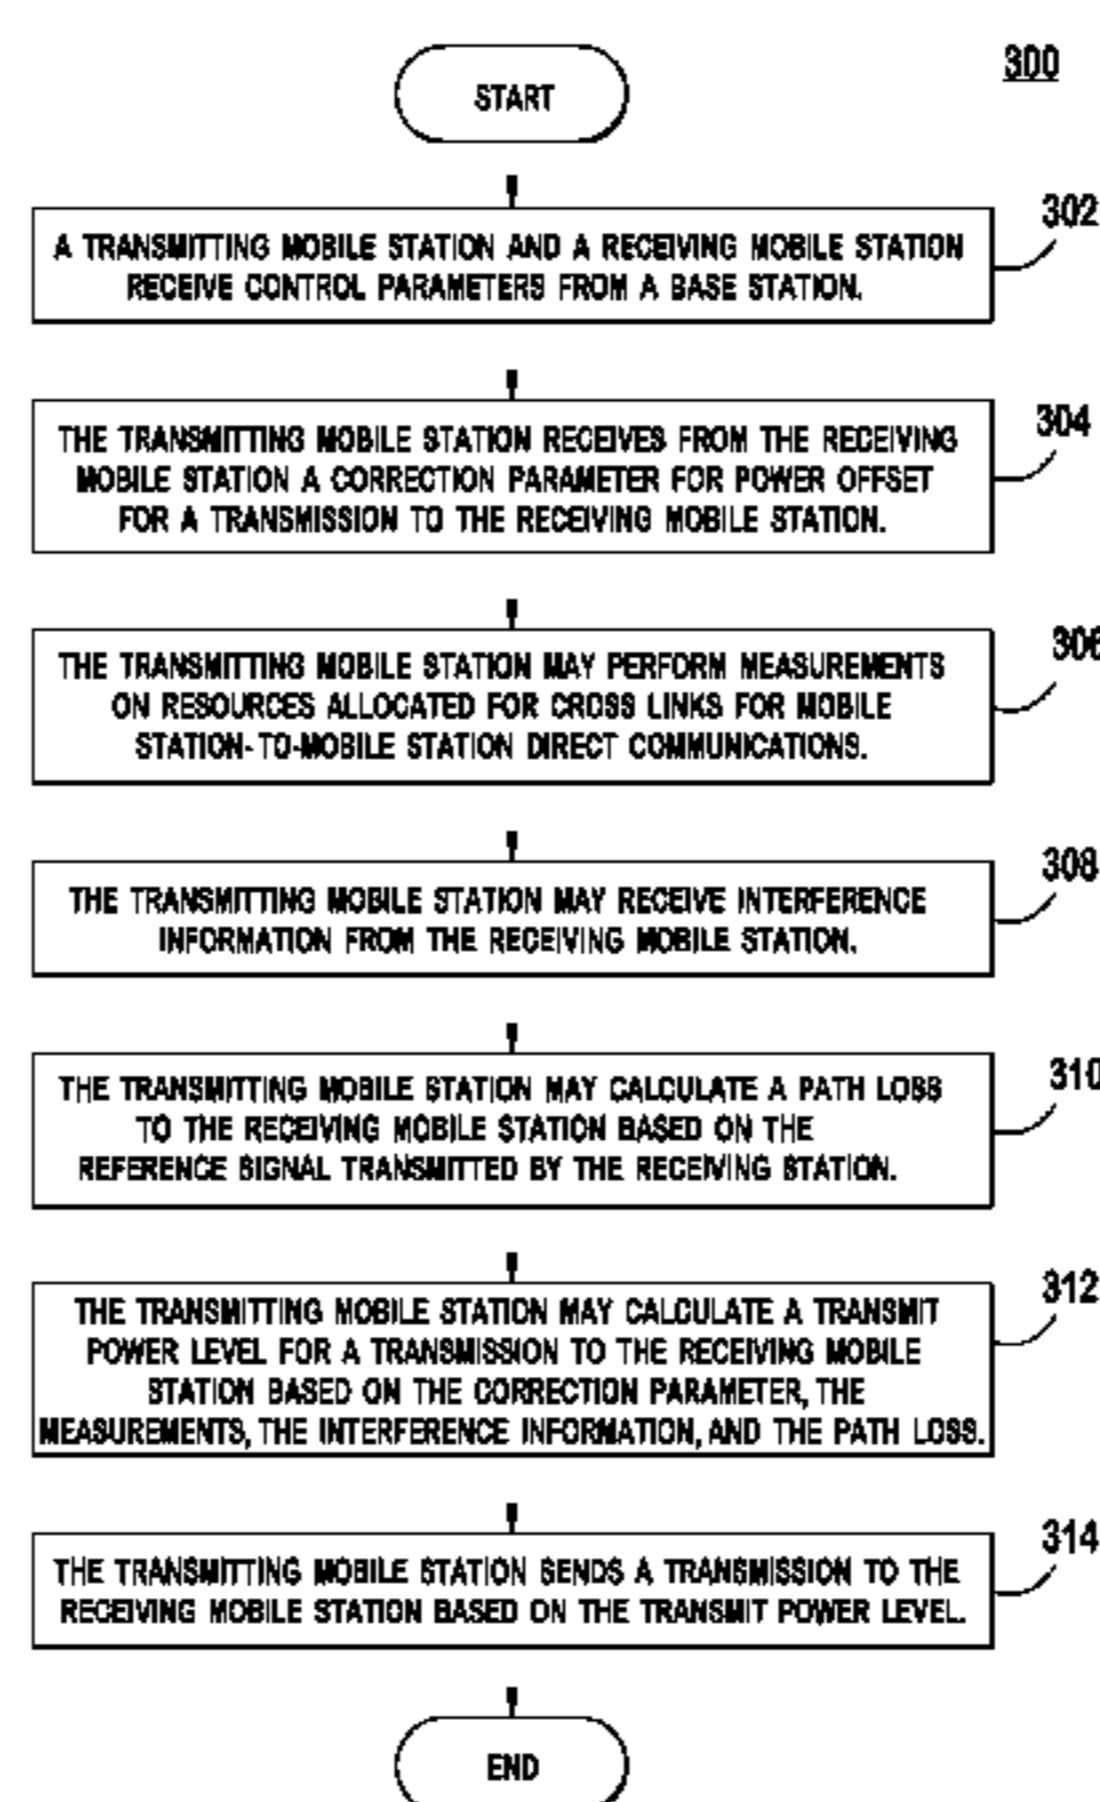 300
START
302
A TRANSMITTING MOBILE STATION AND A RECEIVING MOBILE STATION
RECEIVE CONTROL PARAMETERS FROM A BASE STATION.
304
THE TRANSMITTING MOBILE STATION RECEIVES FROM THE RECEIVING
MOBILE STATION A CORRECTION PARAMETER FOR POWER OFFSET
FOR A TRANSMISSION TO THE RECEIVING MOBILE STATION.
306
THE TRANSMITTING MOBILE STATION MAY PERFORM MEASUREMENTS
ON RESOURCES ALLOCATED FOR CROSS LINKS FOR MOBILE
STATION-TO-MOBILE STATION DIRECT COMMUNICATIONS.
308
THE TRANSMITTING MOBILE STATION MAY RECEIVE INTERFERENCE
INFORMATION FROM THE RECEIVING MOBILE STATION.
310
THE TRANSMITTING MOBILE STATION MAY CALCULATE A PATH LOSS
TO THE RECEIVING MOBILE STATION BASED ON THE
REFERENCE SIGNAL TRANSMITTED BY THE RECEIVING STATION.
312
THE TRANSMITTING MOBILE STATION MAY CALCULATE A TRANSMIT
POWER LEVEL FOR A TRANSMISSION TO THE RECEIVING MOBILE
STATION BASED ON THE CORRECTION PARAMETER, THE
MEASUREMENTS, THE INTERFERENCE INFORMATION, AND THE PATH LOSS.
314
THE TRANSMITTING MOBILE STATION SENDS A TRANSMISSION TO THE
RECEIVING MOBILE STATION BASED ON THE TRANSMIT POWER LEVEL.
END